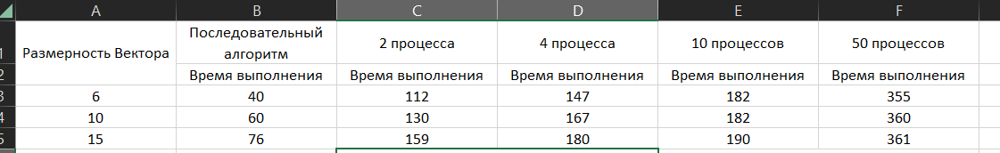 A B C D E F
1 Размерность Вектора Последовательный алгоритм 2 процесса 4 процесса 10 процессов 50 процессов
2 Время выполнения Время выполнения Время выполнения Время выполнения Время выполнения
3 6 40 112 147 182 355
4 10 60 130 167 182 360
5 15 76 159 180 190 361